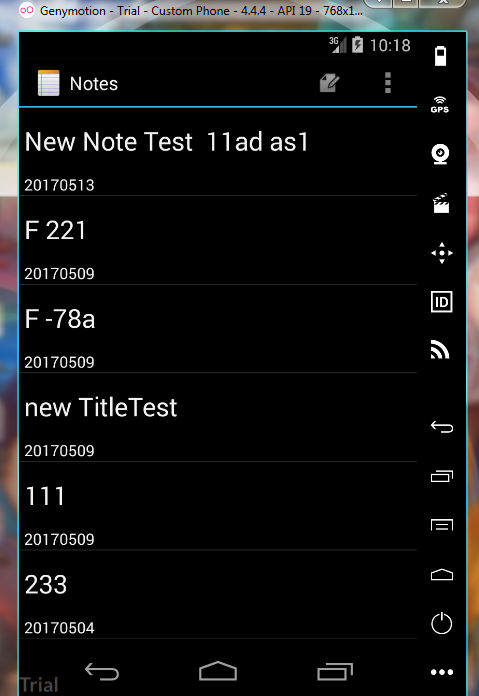 Genymotion - Trial - Custom Phone - 4.4.4 - API 19 - 768x1...
3G 10:18
Notes
GPS
New Note Test  11ad as1
20170513
F 221
20170509
F -78a
20170509
ID
new TitleTest
20170509
111
20170509
233
20170504
Trial